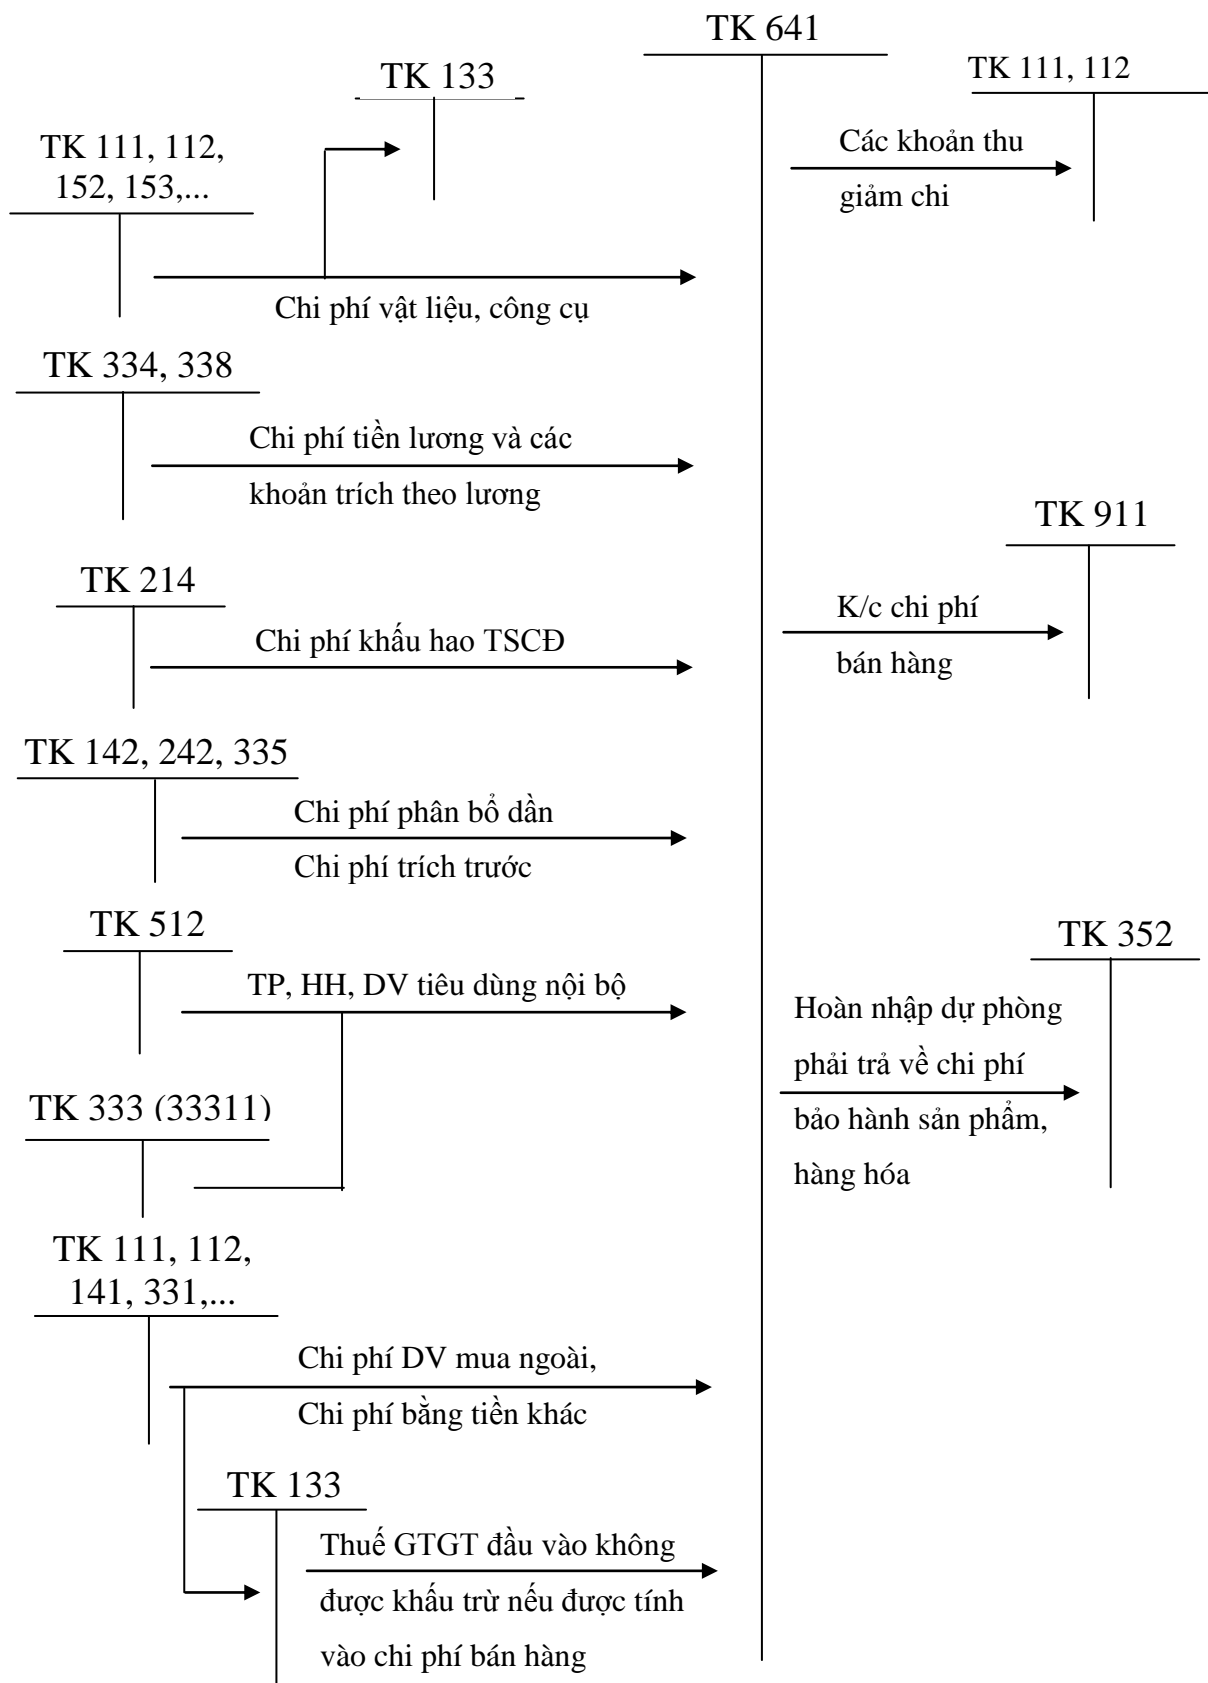 TK 641
TK 133
TK 111, 112
TK 111, 112,
152, 153,...
Các khoản thu
giảm chi
Chi phí vật liệu, công cụ
TK 334, 338
Chi phí tiền lương và các
khoản trích theo lương
TK 911
TK 214
K/c chi phí
bán hàng
Chi phí khấu hao TSCĐ
TK 142, 242, 335
Chi phí phân bổ dần
Chi phí trích trước
TK 512
TK 352
TP, HH, DV tiêu dùng nội bộ
Hoàn nhập dự phòng
phải trả về chi phí
bảo hành sản phẩm,
hàng hóa
TK 333 (33311)
TK 111, 112,
141, 331,...
Chi phí DV mua ngoài,
Chi phí bằng tiền khác
TK 133
Thuế GTGT đầu vào không
được khấu trừ nếu được tính
vào chi phí bán hàng